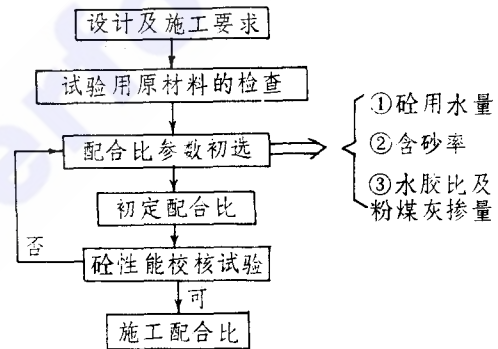 设计及施工要求
试验用原材料的检查
配合比参数初选
①砼用水量
②含砂率
③水胶比及
粉煤灰掺量
初定配合比
否
砼性能校核试验
可
施工配合比